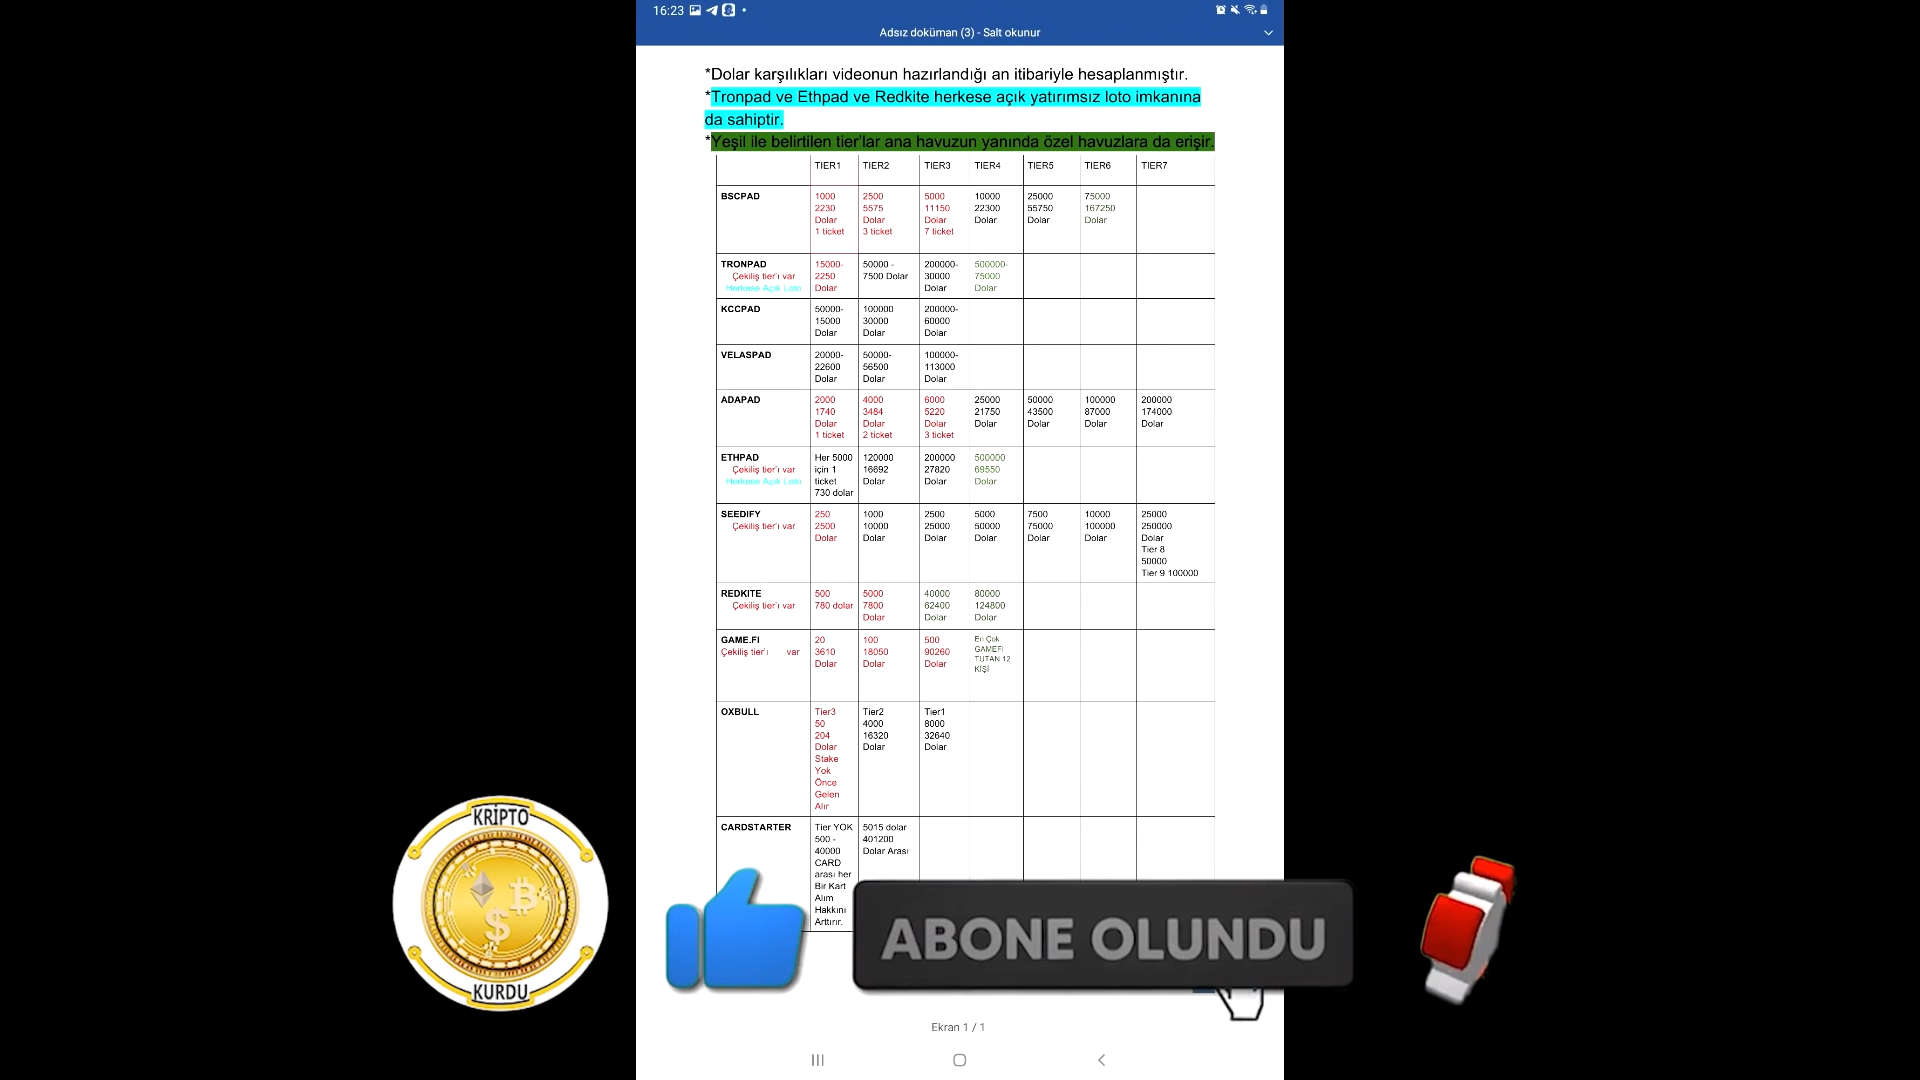 16:23
Adsız doküman (3) - Salt okunur
*Dolar karşılıkları videonun hazırlandığı an itibariyle hesaplanmıştır.
*Tronpad ve Ethpad ve Redkite herkese açık yatırımsız loto imkanına
da sahiptir.
*Yeşil ile belirtilen tier'lar ana havuzun yanında özel havuzlara da erişir.
TIER1 TIER2 TIER3 TIER4 TIER5 TIER6 TIER7
BSCPAD 1000 2500 5000 10000 25000 75000
2230 5575 11150 22300 55750 167250
Dolar Dolar Dolar Dolar Dolar Dolar
1 ticket 3 ticket 7 ticket
TRONPAD 15000- 50000 - 200000- 500000-
Çekiliş tier'ı var 2250 7500 Dolar 30000 75000
Herkese Açık Loto Dolar Dolar Dolar
KCCPAD 50000- 100000 200000-
15000 30000 60000
Dolar Dolar Dolar
VELASPAD 20000- 50000- 100000-
22600 56500 113000
Dolar Dolar Dolar
ADAPAD 2000 4000 6000 25000 50000 100000 200000
1740 3484 5220 21750 43500 87000 174000
Dolar Dolar Dolar Dolar Dolar Dolar Dolar
1 ticket 2 ticket 3 ticket
ETHPAD Her 5000 120000 200000 500000
Çekiliş tier'ı var için 1 16692 27820 69550
Herkese Açık Loto ticket Dolar Dolar Dolar
730 dolar
SEEDIFY 250 1000 2500 5000 7500 10000 25000
Çekiliş tier'ı var 2500 10000 25000 50000 75000 100000 250000
Dolar Dolar Dolar Dolar Dolar Dolar Dolar
Tier 8
50000
Tier 9 100000
REDKITE 500 5000 40000 80000
Çekiliş tier'ı var 780 dolar 7800 62400 124800
Dolar Dolar Dolar
GAME.FI 20 100 500 En Çok
Çekiliş tier'ı var 3610 18050 90260 GAMEFI
Dolar Dolar Dolar TUTAN 12
KİŞİ
OXBULL Tier3 Tier2 Tier1
50 4000 8000
204 16320 32640
Dolar Dolar Dolar
Stake
Yok
Önce
Gelen
Alır
CARDSTARTER Tier YOK 5015 dolar
500 - 401200
40000 Dolar Arası
CARD
arası her
Bir Kart
Alım
Hakkını
Arttırır.
KRİPTO
KURDU
ABONE OLUNDU
Ekran 1 / 1